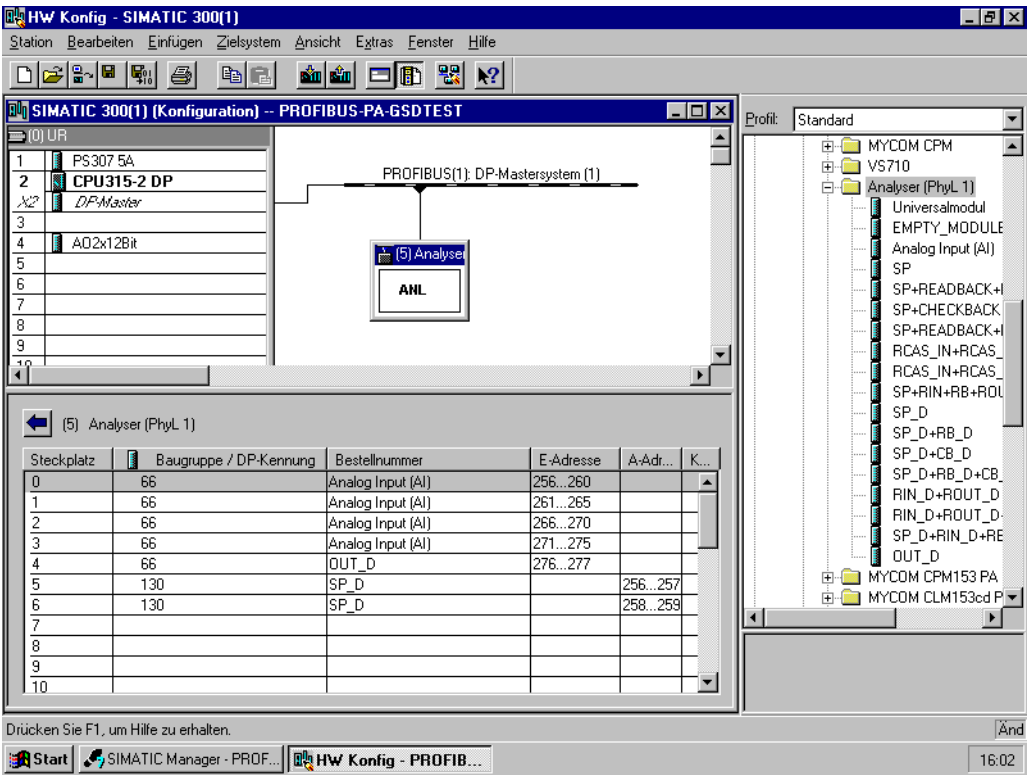 HW Konfig - SIMATIC 300(1)
Station Bearbeiten Einfügen Zielsystem Ansicht Extras Fenster Hilfe
SIMATIC 300(1) (Konfiguration) -- PROFIBUS-PA-GSDTEST
(0) UR
1 PS307 5A
2 CPU315-2 DP
X2 DP-Master
3
4 AO2x12Bit
5
6
7
8
9
10
PROFIBUS(1): DP-Mastersystem (1)
(5) Analyser
ANL
Profil: Standard
MYCOM CPM
VS710
Analyser (PhyL 1)
Universalmodul
EMPTY_MODULE
Analog Input (AI)
SP
SP+READBACK+
SP+CHECKBACK
SP+READBACK+
RCAS_IN+RCAS_
RCAS_IN+RCAS_
SP+RIN+RB+ROU
SP_D
SP_D+RB_D
SP_D+CB_D
SP_D+RB_D+CB_
RIN_D+ROUT_D
RIN_D+ROUT_D
SP_D+RIN_D+RE
OUT_D
MYCOM CPM153 PA
MYCOM CLM153cd P
(5) Analyser (PhyL 1)
Steckplatz Baugruppe / DP-Kennung Bestellnummer E-Adresse A-Adr... K...
0 66 Analog Input (AI) 256...260
1 66 Analog Input (AI) 261...265
2 66 Analog Input (AI) 266...270
3 66 Analog Input (AI) 271...275
4 66 OUT_D 276...277
5 130 SP_D 256...257
6 130 SP_D 258...259
7
8
9
10
Drücken Sie F1, um Hilfe zu erhalten. Änd
Start SIMATIC Manager - PROF... HW Konfig - PROFIB... 16:02